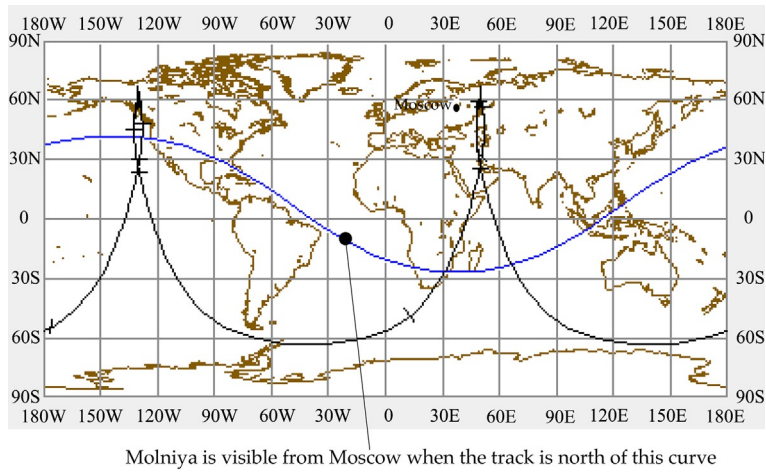 180W 150W 120W 90W 60W 30W 0 30E 60E 90E 120E 150E 180E
90N 90N
60N Moscow 60N
30N 30N
0 0
30S 30S
60S 60S
90S 90S
180W 150W 120W 90W 60W 30W 0 30E 60E 90E 120E 150E 180E
Molniya is visible from Moscow when the track is north of this curve